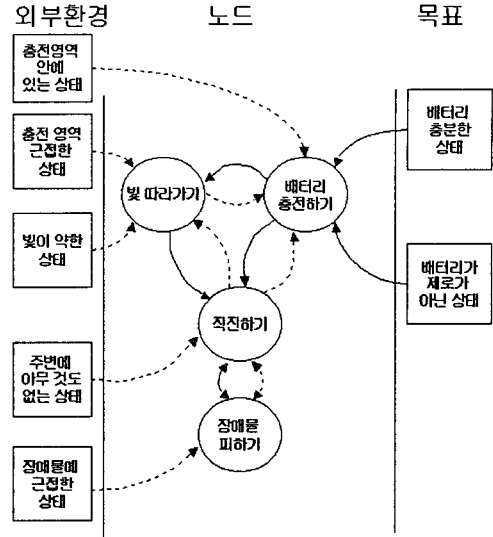 외부환경
노드
목표
충전영역
안에
있는 상태
충전 영역
근접한
상태
빛이 약한
상태
주변에
아무 것도
없는 상태
장애물에
근접한
상태
빛 따라가기
배터리
충전하기
직진하기
장애물
피하기
배터리
충분한
상태
배터리가
제로가
아닌 상태